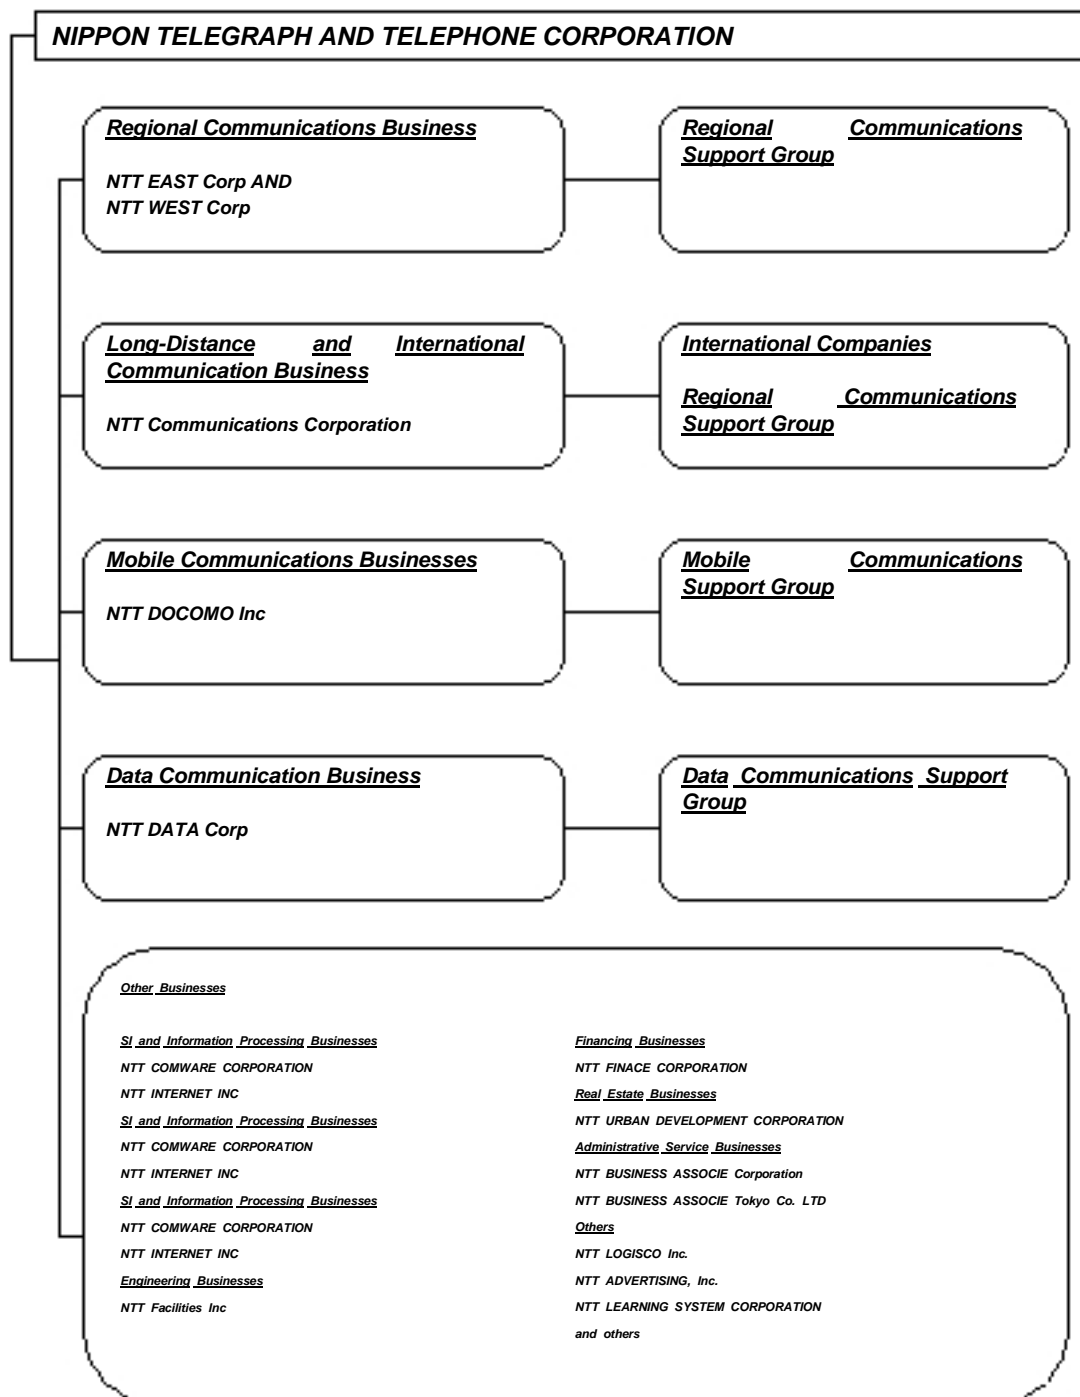 NIPPON TELEGRAPH AND TELEPHONE CORPORATION
Regional Communications Business
NTT EAST Corp AND
NTT WEST Corp
Regional Communications
Support Group
Long-Distance and International
Communication Business
NTT Communications Corporation
International Companies
Regional Communications
Support Group
Mobile Communications Businesses
NTT DOCOMO Inc
Mobile Communications
Support Group
Data Communication Business
NTT DATA Corp
Data Communications Support
Group
Other Businesses
SI and Information Processing Businesses
NTT COMWARE CORPORATION
NTT INTERNET INC
SI and Information Processing Businesses
NTT COMWARE CORPORATION
NTT INTERNET INC
SI and Information Processing Businesses
NTT COMWARE CORPORATION
NTT INTERNET INC
Engineering Businesses
NTT Facilities Inc
Financing Businesses
NTT FINACE CORPORATION
Real Estate Businesses
NTT URBAN DEVELOPMENT CORPORATION
Administrative Service Businesses
NTT BUSINESS ASSOCIE Corporation
NTT BUSINESS ASSOCIE Tokyo Co. LTD
Others
NTT LOGISCO Inc.
NTT ADVERTISING, Inc.
NTT LEARNING SYSTEM CORPORATION
and others